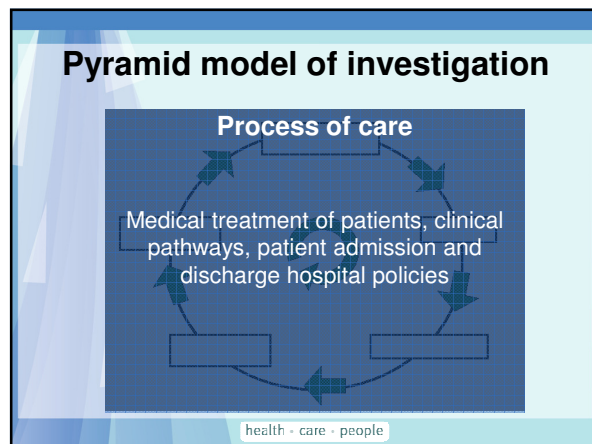 Pyramid model of investigation
Process of care
Medical treatment of patients, clinical
pathways, patient admission and
discharge hospital policies
health • care • people